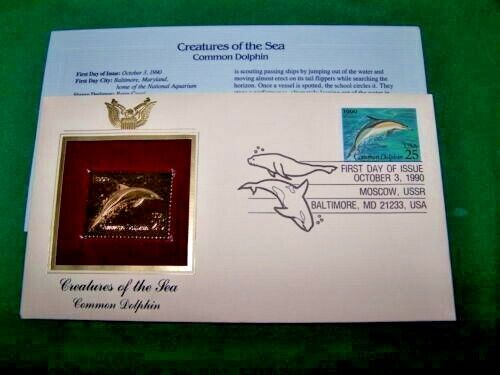 Creatures of the Sea
Common Dolphin
First Day of Issue: October 3, 1990
First Day City: Baltimore, Maryland,
home of the National Aquarium
is scouting passing ships by jumping out of the water and
moving almost erect on its tail flippers while searching the
horizon. Once a vessel is spotted, the school circles it. They
1990
Common Dolphin
USA
25
FIRST DAY OF ISSUE
OCTOBER 3, 1990
MOSCOW, USSR
BALTIMORE, MD 21233, USA
Creatures of the Sea
Common Dolphin